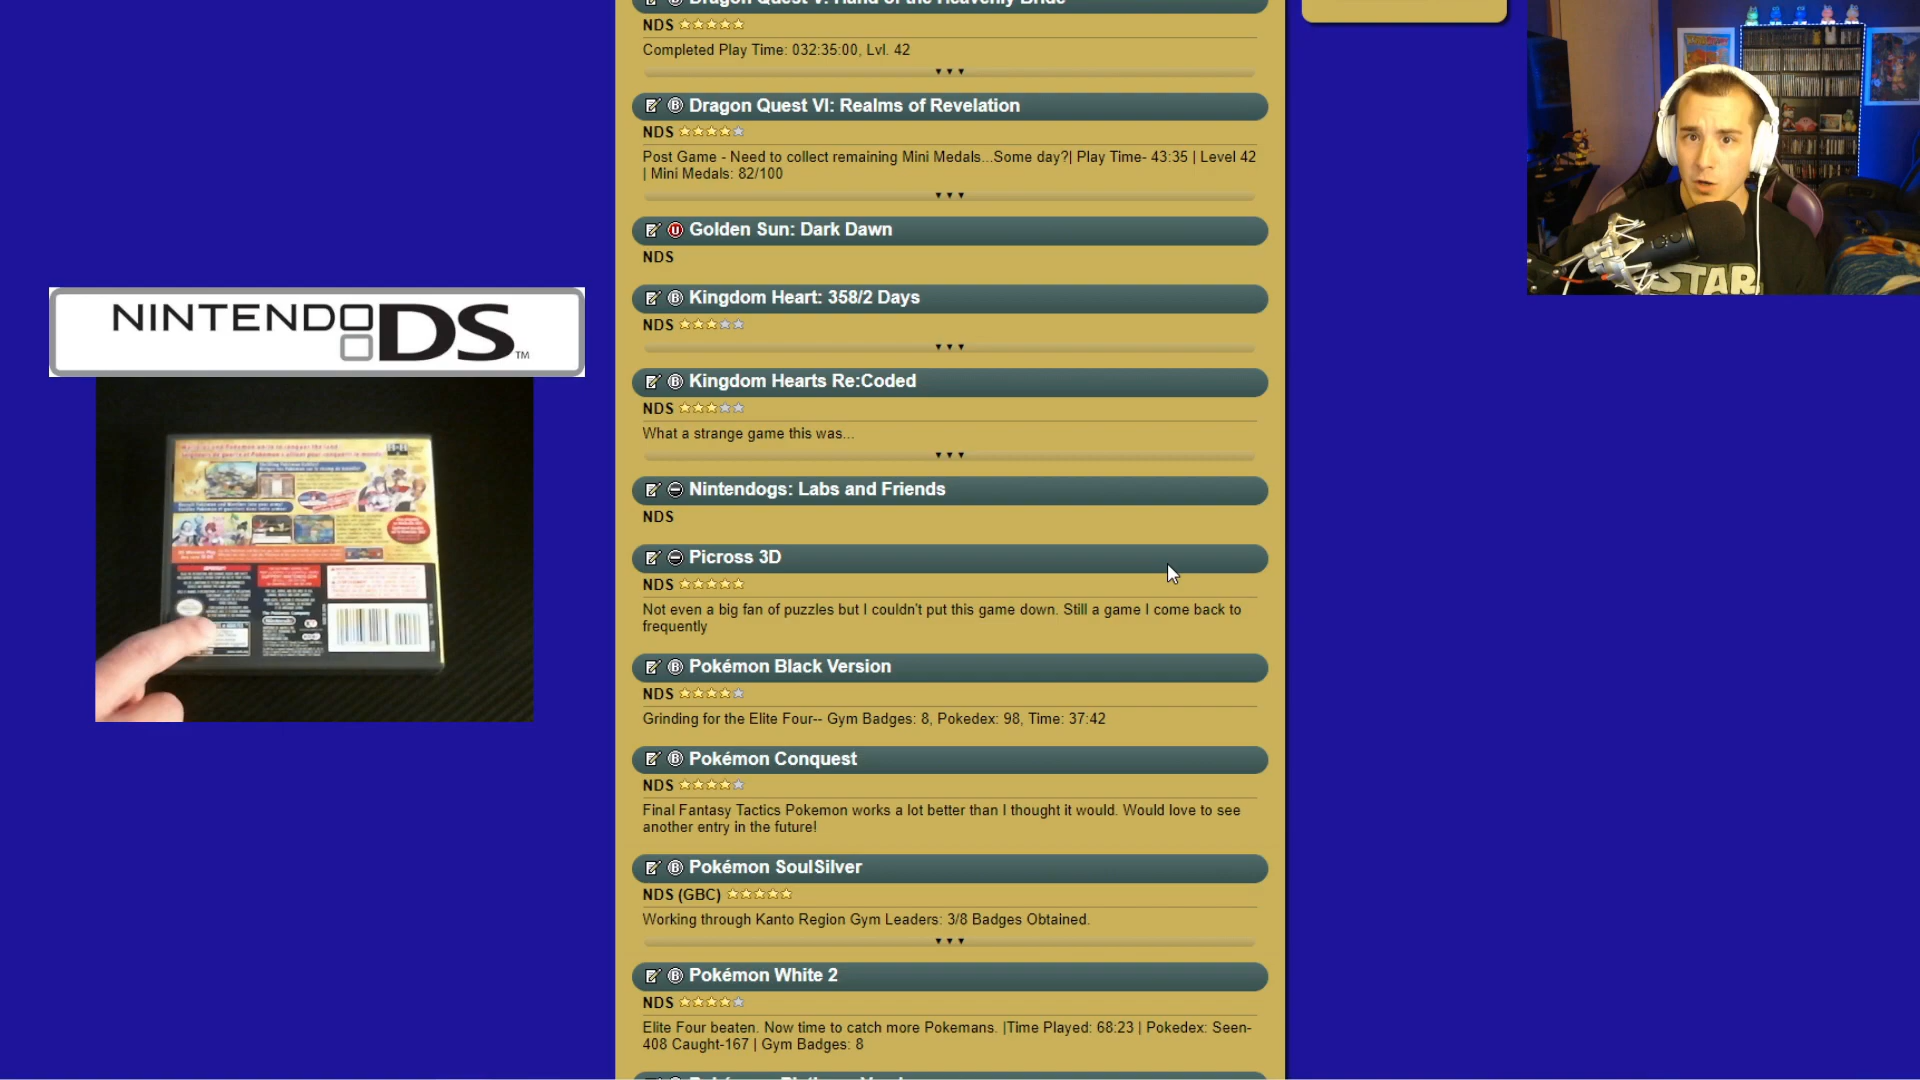 Dragon Quest V: Hand of the Heavenly Bride
NDS
Completed Play Time: 032:35:00, Lvl. 42
Dragon Quest VI: Realms of Revelation
NDS
Post Game - Need to collect remaining Mini Medals...Some day?| Play Time- 43:35 | Level 42
| Mini Medals: 82/100
Golden Sun: Dark Dawn
NDS
Kingdom Heart: 358/2 Days
NDS
Kingdom Hearts Re:Coded
NDS
What a strange game this was...
Nintendogs: Labs and Friends
NDS
Picross 3D
NDS
Not even a big fan of puzzles but I couldn't put this game down. Still a game I come back to
frequently
Pokémon Black Version
NDS
Grinding for the Elite Four-- Gym Badges: 8, Pokedex: 98, Time: 37:42
Pokémon Conquest
NDS
Final Fantasy Tactics Pokemon works a lot better than I thought it would. Would love to see
another entry in the future!
Pokémon SoulSilver
NDS (GBC)
Working through Kanto Region Gym Leaders: 3/8 Badges Obtained.
Pokémon White 2
NDS
Elite Four beaten. Now time to catch more Pokemans. |Time Played: 68:23 | Pokedex: Seen-
408 Caught-167 | Gym Badges: 8
NINTENDO DS TM
STAR